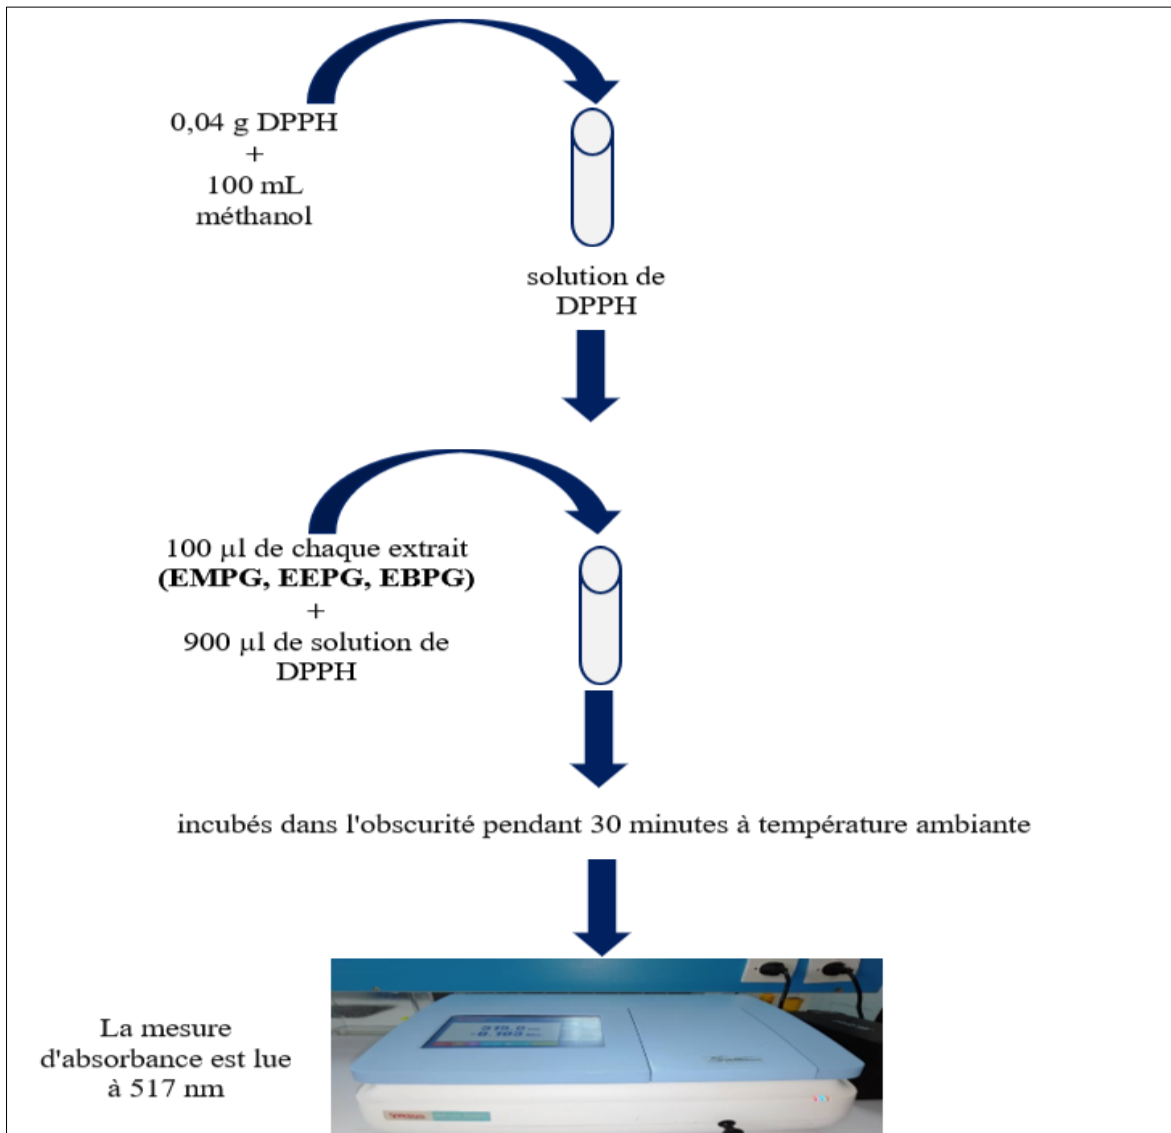 0,04 g DPPH
+
100 mL
méthanol
solution de
DPPH
100 µl de chaque extrait
(EMPG, EEPG, EBPG)
+
900 µl de solution de
DPPH
incubés dans l'obscurité pendant 30 minutes à température ambiante
La mesure
d'absorbance est lue
à 517 nm